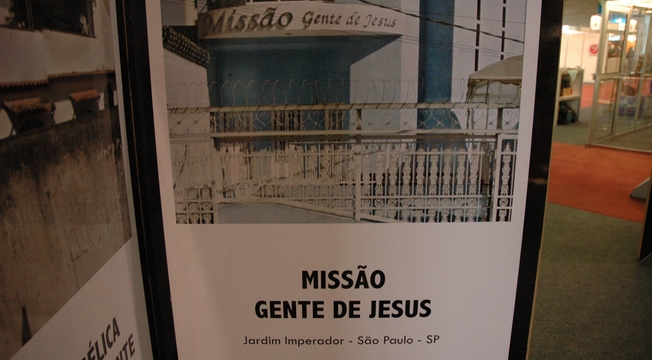 Missão Gente de Jesus
MISSÃO
GENTE DE JESUS
Jardim Imperador - São Paulo - SP